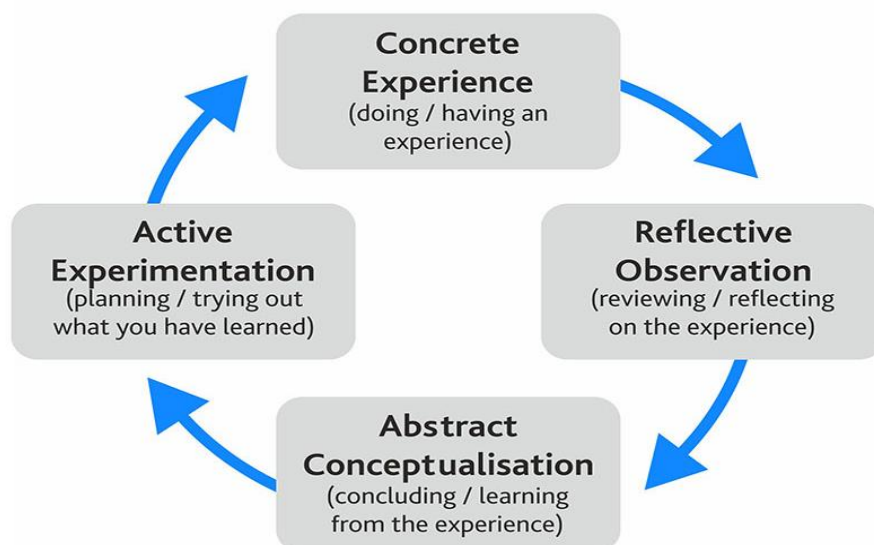 Concrete
Experience
(doing / having an
experience)
Active
Experimentation
(planning / trying out
what you have learned)
Reflective
Observation
(reviewing / reflecting
on the experience)
Abstract
Conceptualisation
(concluding / learning
from the experience)